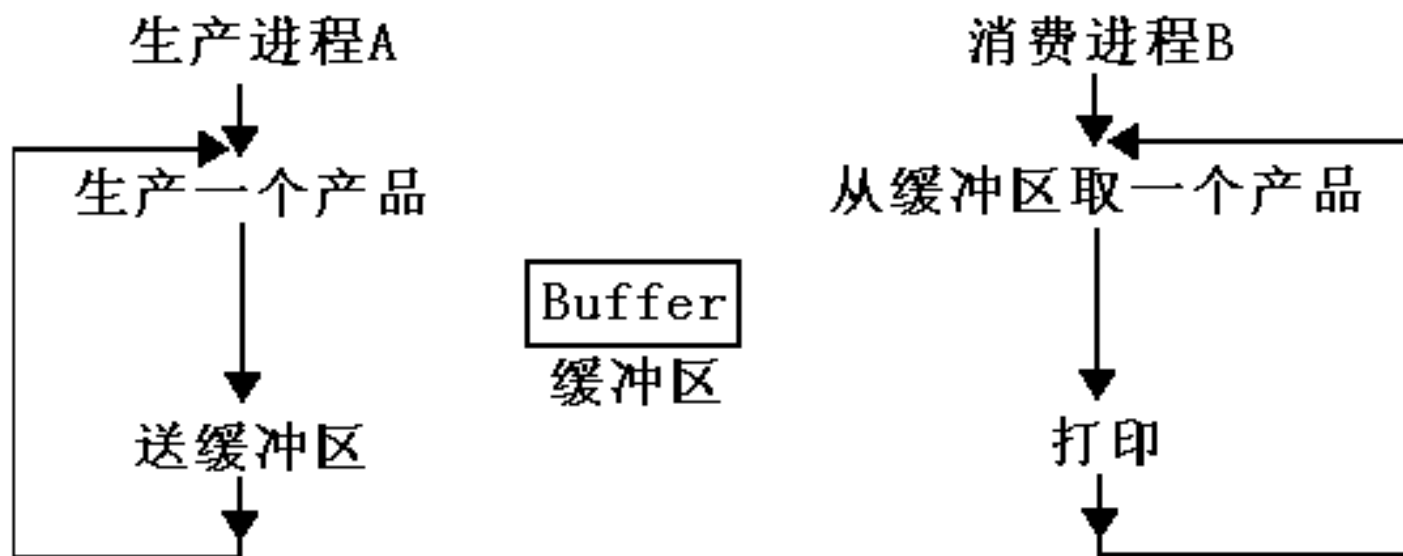 生产进程A
生产一个产品
送缓冲区
Buffer
缓冲区
消费进程B
从缓冲区取一个产品
打印